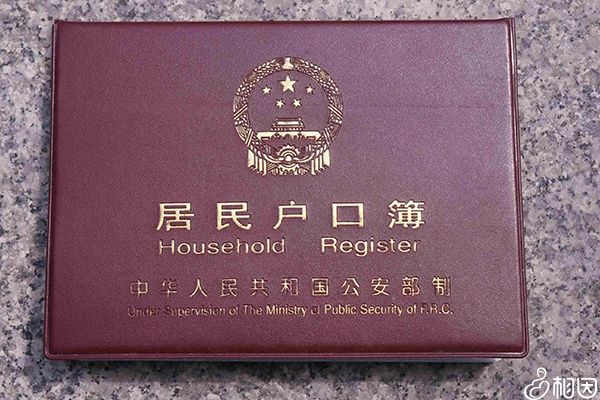 居民户口簿
Household Register
中华人民共和国公安部制
Under Supervision of The Ministry of Public Security of P.R.C.
相因